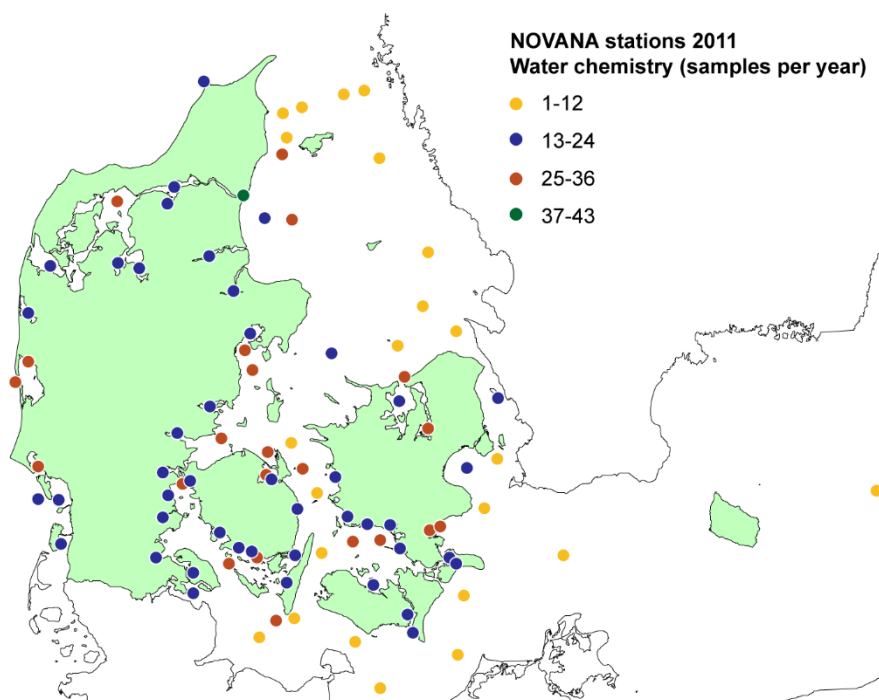 NOVANA stations 2011
Water chemistry (samples per year)
1-12
13-24
25-36
37-43